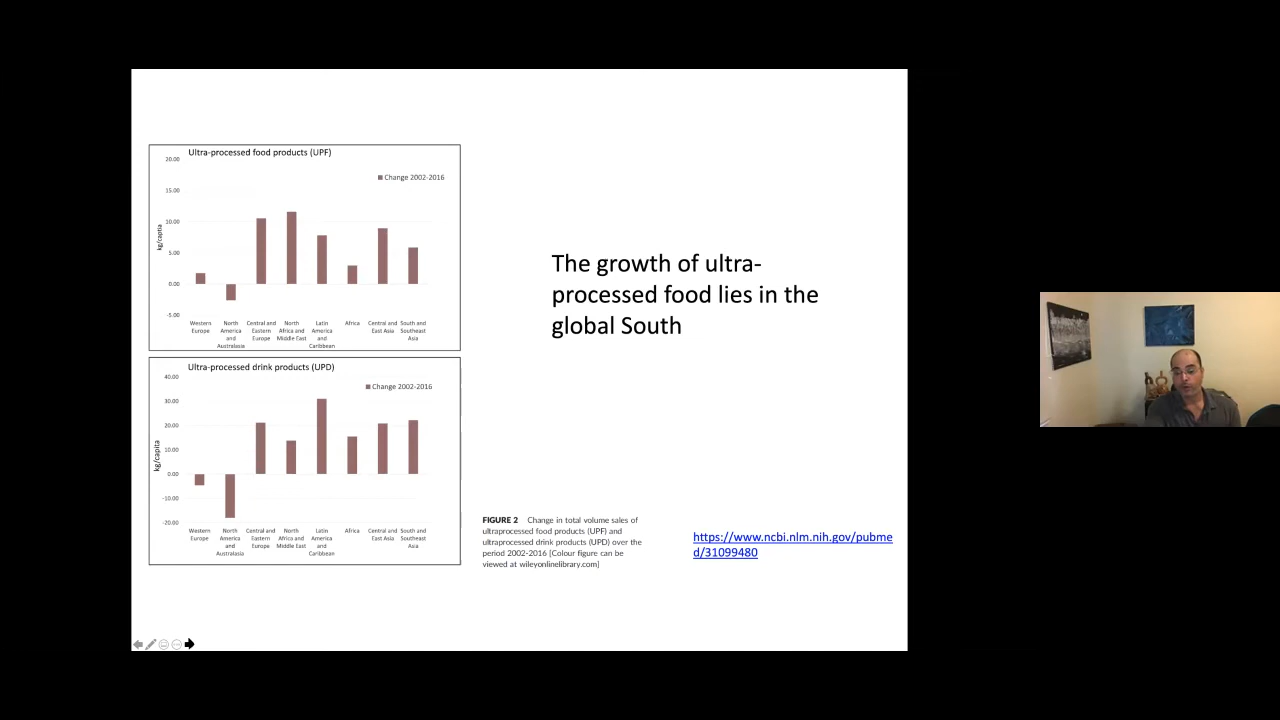 Ultra-processed food products (UPF)
20.00
Change 2002-2016
15.00
10.00
5.00
0.00
-5.00
kg/captia
Western Europe
North America and Australasia
Central and Eastern Europe
North Africa and Middle East
Latin America and Caribbean
Africa
Central and East Asia
South and Southeast Asia
Ultra-processed drink products (UPD)
40.00
Change 2002-2016
30.00
20.00
10.00
0.00
-10.00
-20.00
kg/capita
Western Europe
North America and Australasia
Central and Eastern Europe
North Africa and Middle East
Latin America and Caribbean
Africa
Central and East Asia
South and Southeast Asia
The growth of ultra-
processed food lies in the
global South
FIGURE 2 Change in total volume sales of
ultraprocessed food products (UPF) and
ultraprocessed drink products (UPD) over the
period 2002-2016 [Colour figure can be
viewed at wileyonlinelibrary.com]
https://www.ncbi.nlm.nih.gov/pubme
d/31099480